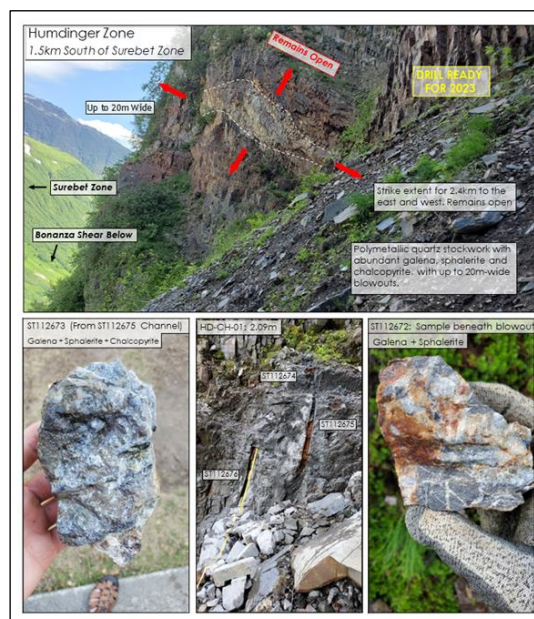 Humdinger Zone
1.5km South of Surebet Zone
Remains Open
DRILL READY
FOR 2023
Up to 20m Wide
Surebet Zone
Strike extent for 2.4km to the
east and west. Remains open
Bonanza Shear Below
Polymetallic quartz stockwork with
abundant galena, sphalerite and
chalcopyrite. with up to 20m-wide
blowouts.
ST112673 (From ST112675 Channel)
Galena + Sphalerite + Chalcopyrite
HD-CH-01: 2.09m
ST112674
ST112675
ST112676
ST112672: Sample beneath blowout
Galena + Sphalerite